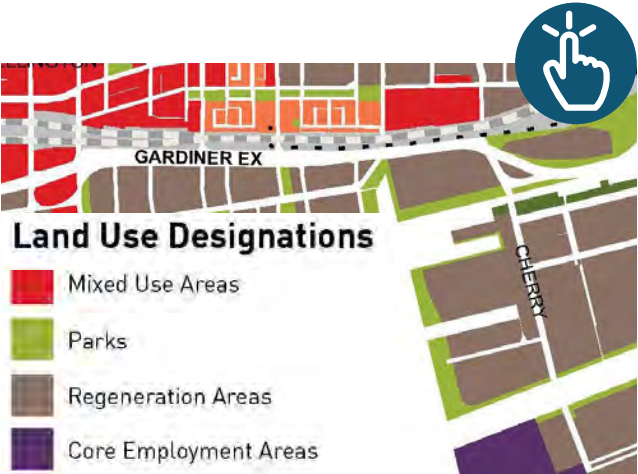 GARDINER EX
Land Use Designations
Mixed Use Areas
Parks
CHERRY
Regeneration Areas
Core Employment Areas